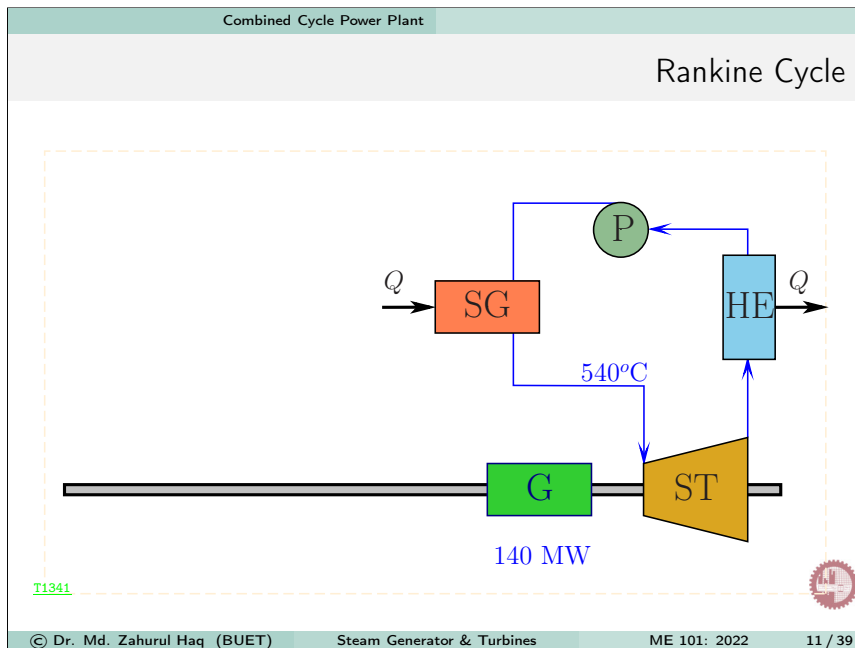 Combined Cycle Power Plant
Rankine Cycle
P
Q
SG
HE
Q
540°C
G
ST
140 MW
T1341
© Dr. Md. Zahurul Haq (BUET) Steam Generator & Turbines ME 101: 2022 11 / 39